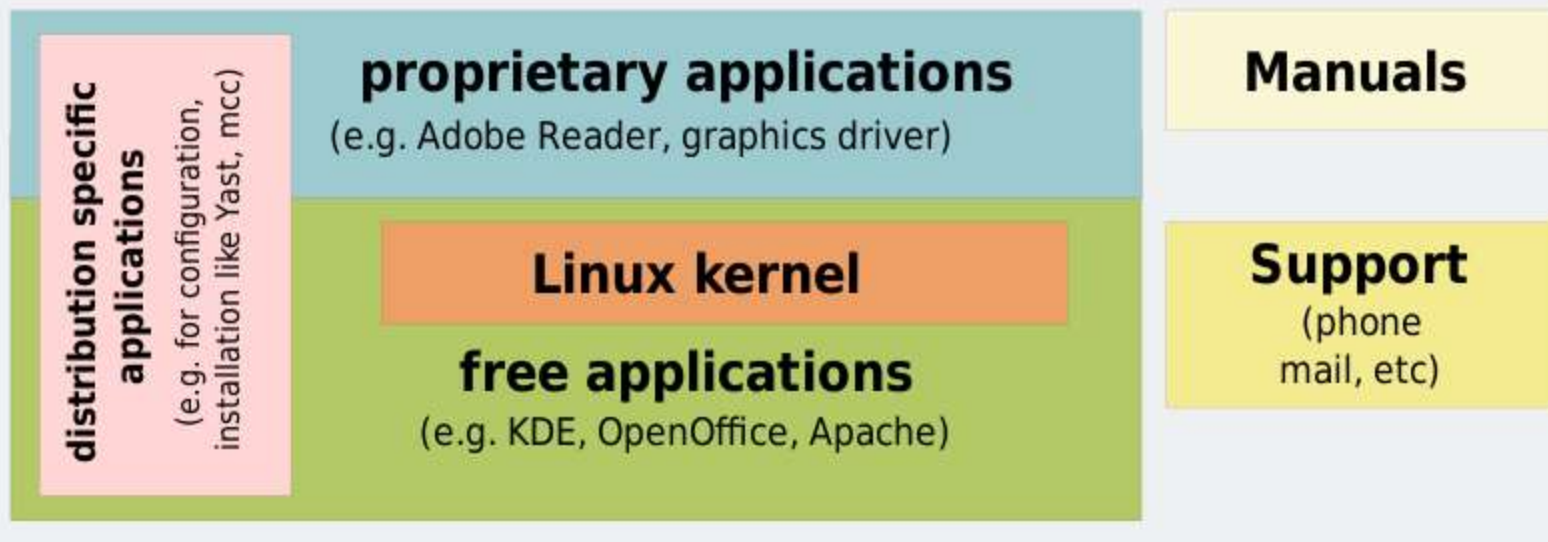 distribution specific
applications
(e.g. for configuration,
installation like Yast, mcc)
proprietary applications
(e.g. Adobe Reader, graphics driver)
Linux kernel
free applications
(e.g. KDE, OpenOffice, Apache)
Manuals
Support
(phone
mail, etc)